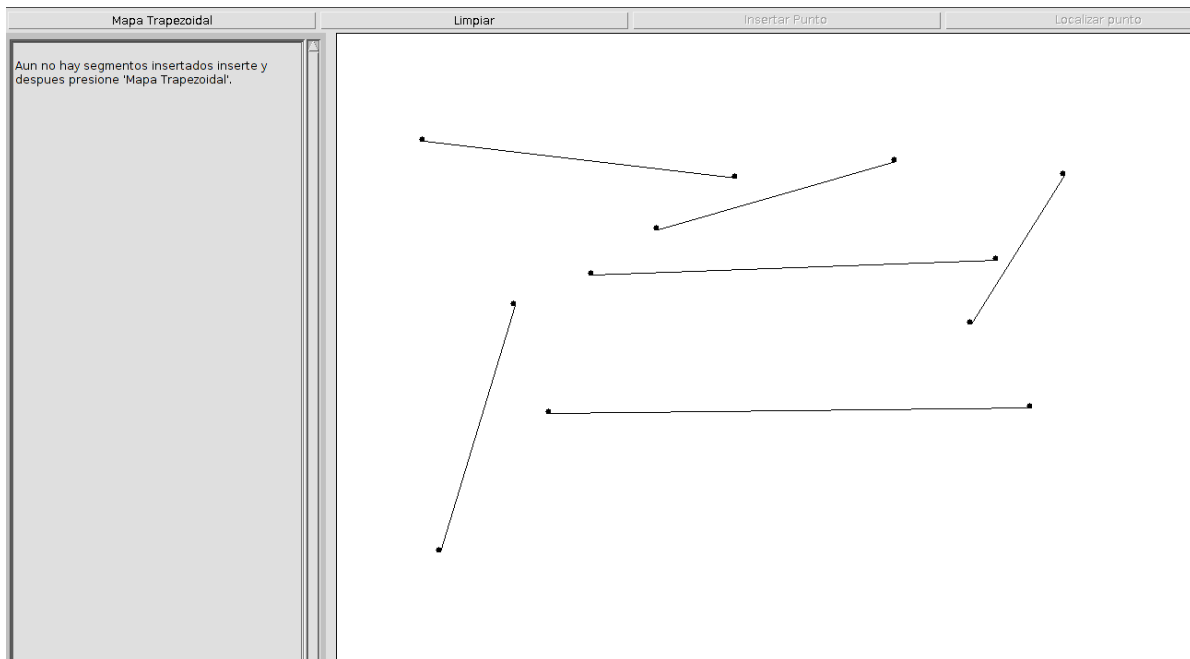 Mapa Trapezoidal
Limpiar
Insertar Punto
Localizar punto
Aun no hay segmentos insertados inserte y
despues presione 'Mapa Trapezoidal'.